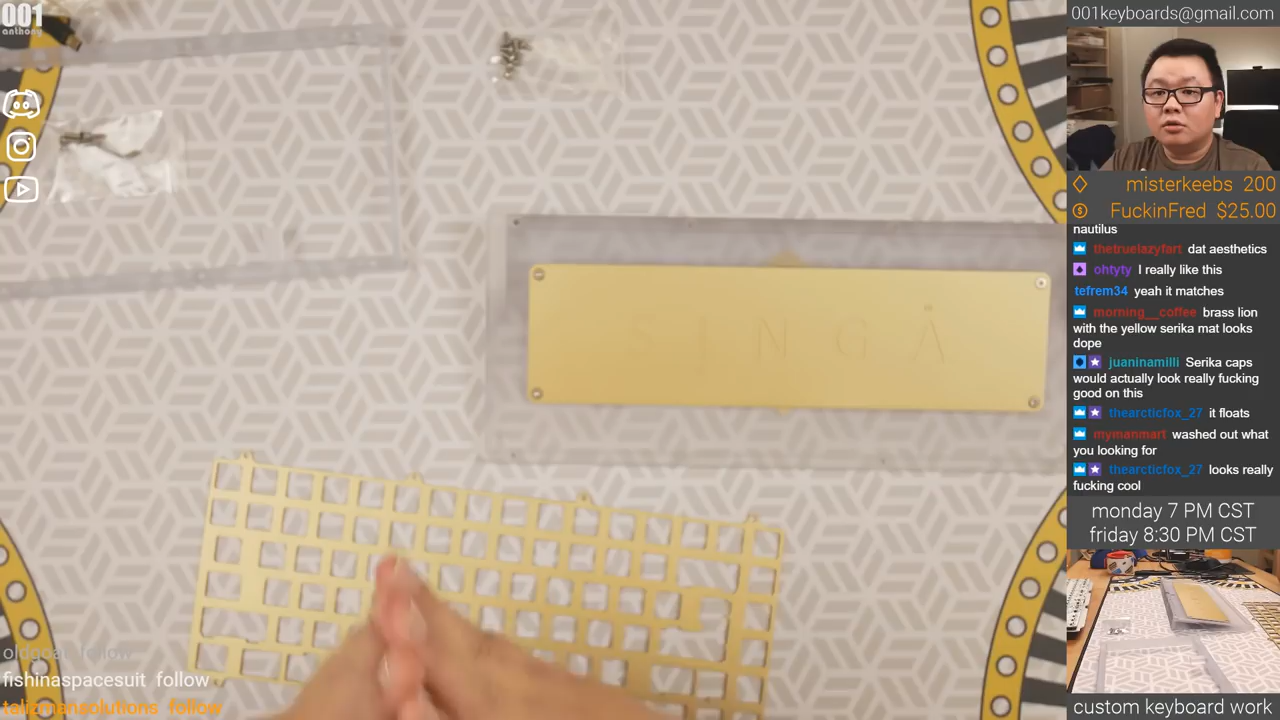 001
anthony
S I N G Ā
oldgoat follow
fishinaspacesuit follow
talizmansolutions follow
001keyboards@gmail.com
misterkeebs 200
FuckinFred $25.00
nautilus
thetruelazyfart dat aesthetics
ohtyty I really like this
tefrem34 yeah it matches
morning__coffee brass lion
with the yellow serika mat looks
dope
juaninamilli Serika caps
would actually look really fucking
good on this
thearcticfox_27 it floats
mymanmart washed out what
you looking for
thearcticfox_27 looks really
fucking cool
monday 7 PM CST
friday 8:30 PM CST
custom keyboard work